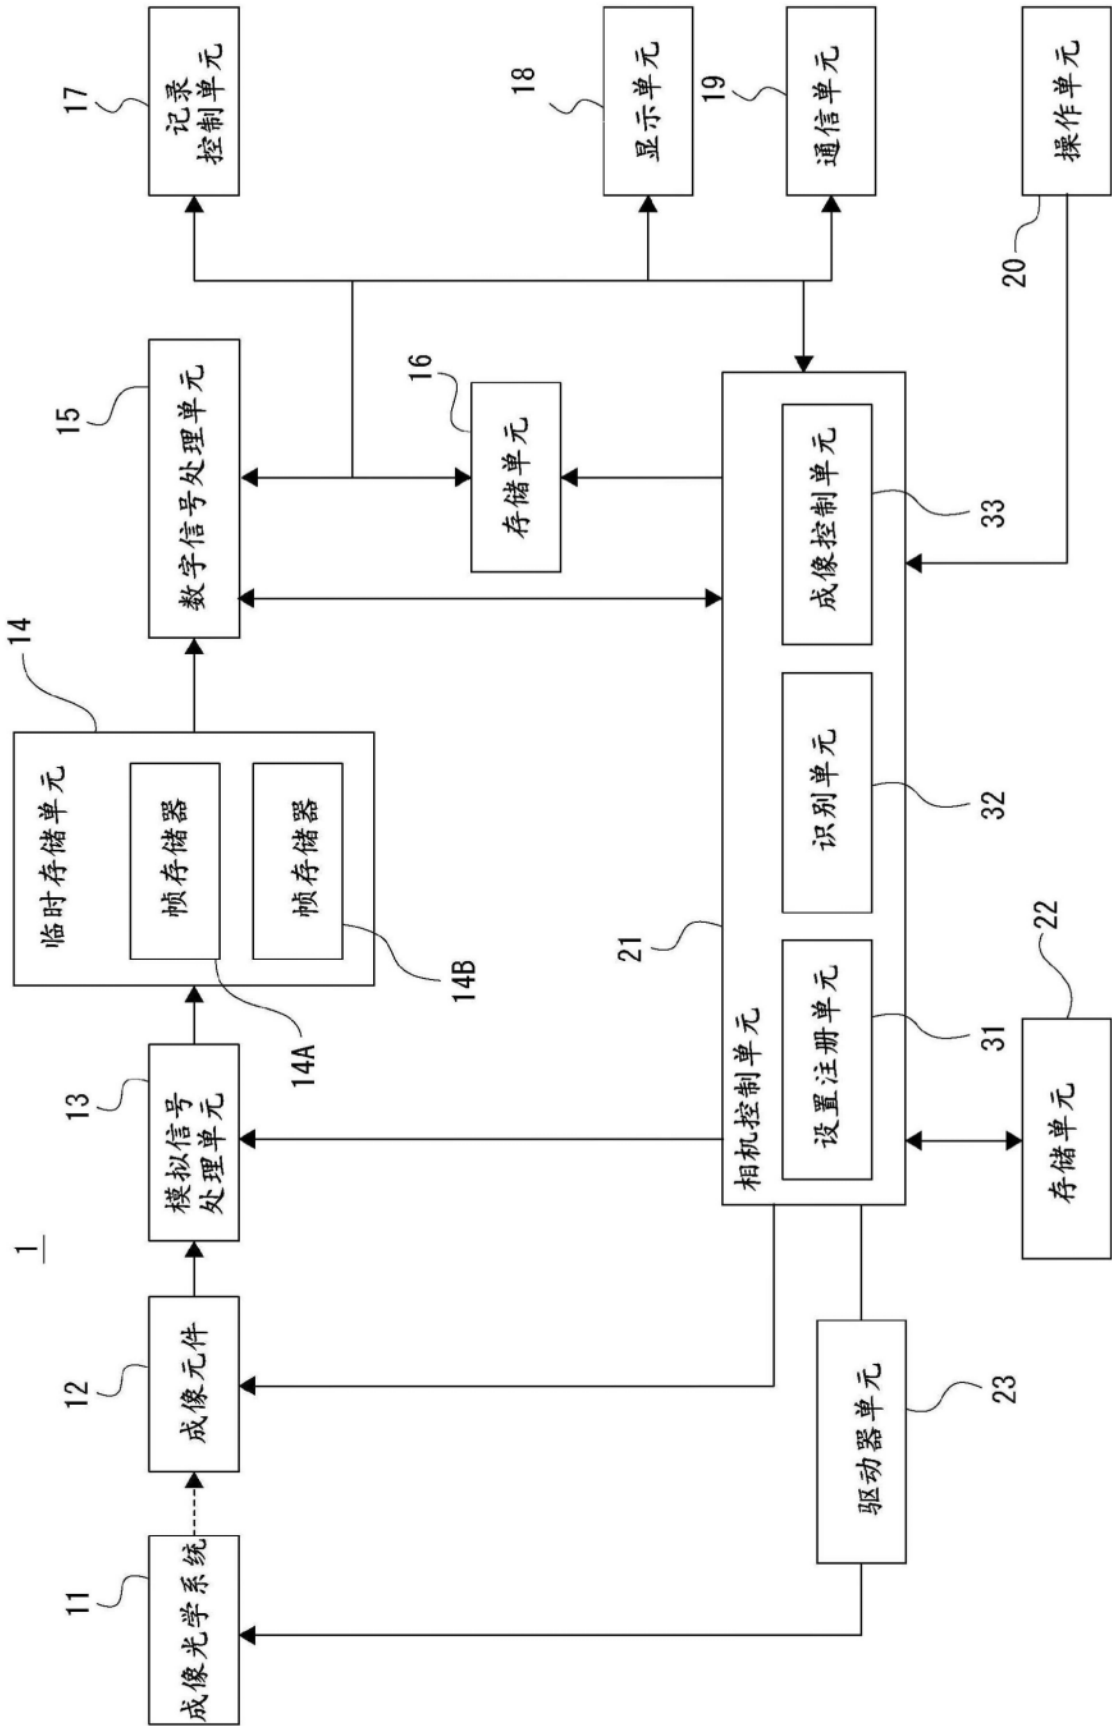 1
11
成像光学系统
12
成像元件
13
模拟信号
处理单元
14
临时存储单元
帧存储器
14A
帧存储器
14B
15
数字信号处理单元
16
存储单元
17
记录
控制单元
18
显示单元
19
通信单元
20
操作单元
21
相机控制单元
设置注册单元
31
识别单元
32
成像控制单元
33
22
存储单元
23
驱动器单元